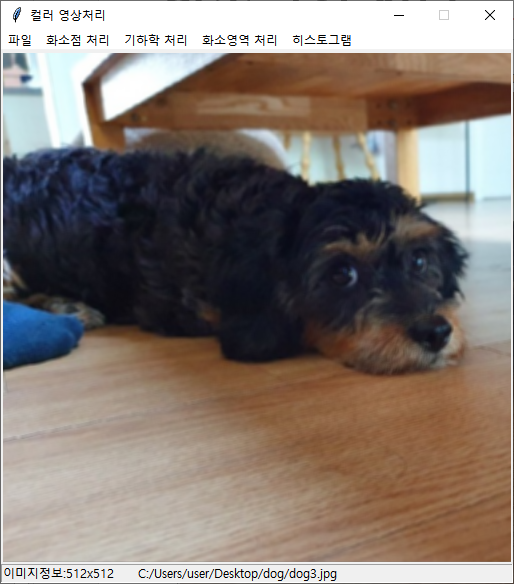 컬러 영상처리
파일 화소점 처리 기하학 처리 화소영역 처리 히스토그램
이미지정보:512x512 C:/Users/user/Desktop/dog/dog3.jpg